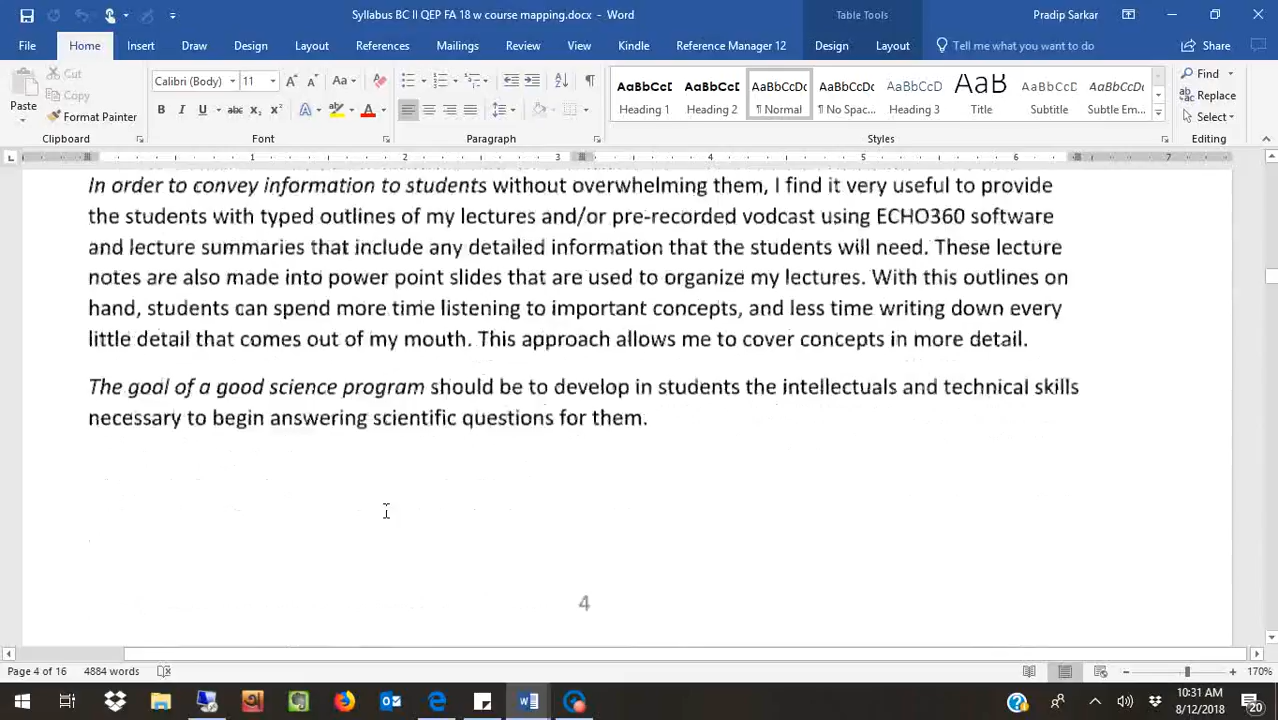 Syllabus BC II QEP FA 18 w course mapping.docx - Word
Table Tools
Pradip Sarkar
File Home Insert Draw Design Layout References Mailings Review View Kindle Reference Manager 12 Design Layout Tell me what you want to do Share
Paste Cut Copy Format Painter
Calibri (Body) 11
AaBbCcDc Heading 1 Heading 2 ¶ Normal ¶ No Spac... Heading 3 Title Subtitle Subtle Em...
Find Replace Select
Clipboard Font Paragraph Styles Editing
1 2 3 4 5 6 7
In order to convey information to students without overwhelming them, I find it very useful to provide
the students with typed outlines of my lectures and/or pre-recorded vodcast using ECHO360 software
and lecture summaries that include any detailed information that the students will need. These lecture
notes are also made into power point slides that are used to organize my lectures. With this outlines on
hand, students can spend more time listening to important concepts, and less time writing down every
little detail that comes out of my mouth. This approach allows me to cover concepts in more detail.
The goal of a good science program should be to develop in students the intellectuals and technical skills
necessary to begin answering scientific questions for them.
4
Page 4 of 16 4884 words 170%
10:31 AM
8/12/2018 20